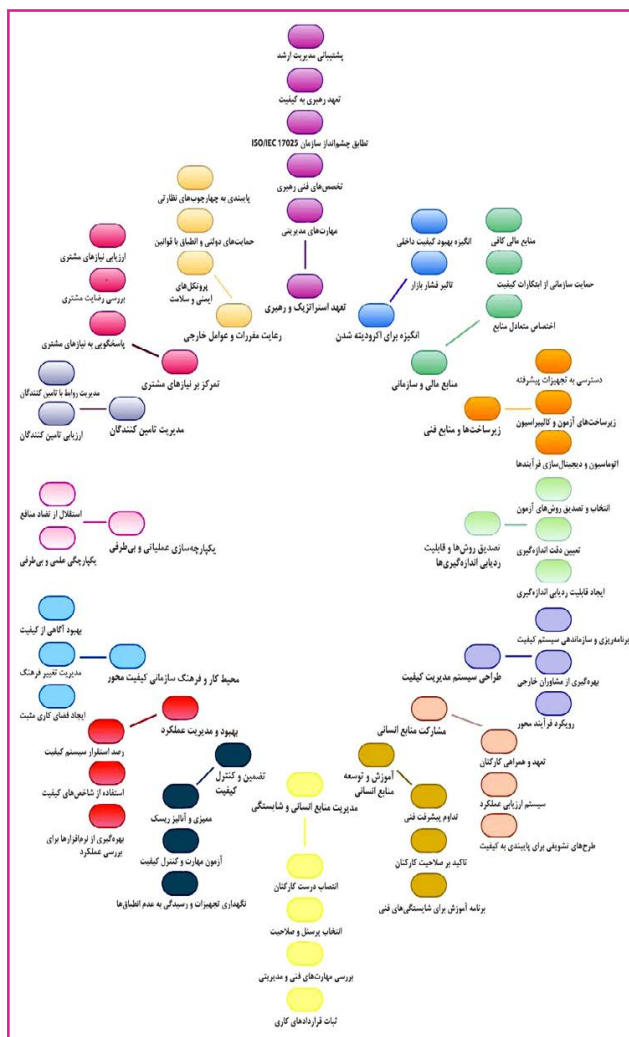 پشتیبانی مدیریت ارشد
تعهد رهبری به کیفیت
تطابق چشم‌انداز سازمان ISO/IEC 17025
تخصص‌های فنی رهبری
مهارت‌های مدیریتی
تعهد استراتژیک و رهبری
انگیزه بهبود کیفیت داخلی
تاثیر فشار بازار
انگیزه برای اکرودیته شدن
منابع مالی کافی
حمایت سازمانی از ابتکارات کیفیت
اختصاص متعادل منابع
منابع مالی و سازمانی
دسترسی به تجهیزات پیشرفته
زیرساخت‌های آزمون و کالیبراسیون
اتوماسیون و دیجیتال‌سازی فرآیندها
زیرساخت‌ها و منابع فنی
انتخاب و تصدیق روش‌های آزمون
تعیین دقت اندازه‌گیری
ایجاد قابلیت ردیابی اندازه‌گیری
تصدیق روش‌ها و قابلیت
ردیابی اندازه‌گیری‌ها
برنامه‌ریزی و سازماندهی سیستم کیفیت
بهره‌گیری از مشاوران خارجی
رویکرد فرآیند محور
طراحی سیستم مدیریت کیفیت
مشارکت منابع انسانی
تعهد و همراهی کارکنان
سیستم ارزیابی عملکرد
طرح‌های تشویقی برای پایبندی به کیفیت
آموزش و توسعه
منابع انسانی
تداوم پیشرفت فنی
تاکید بر صلاحیت کارکنان
برنامه آموزش برای شایستگی‌های فنی
مدیریت منابع انسانی و شایستگی
انتصاب درست کارکنان
انتخاب پرسنل و صلاحیت
بررسی مهارت‌های فنی و مدیریتی
ثبات قراردادهای کاری
تضمین و کنترل
کیفیت
ممیزی و آنالیز ریسک
آزمون مهارت و کنترل کیفیت
نگهداری تجهیزات و رسیدگی به عدم انطباق‌ها
بهبود و مدیریت عملکرد
رصد استقرار سیستم کیفیت
استفاده از شاخص‌های کیفیت
بهره‌گیری از نرم‌افزارها برای
بررسی عملکرد
محیط کار و فرهنگ سازمانی کیفیت محور
بهبود آگاهی از کیفیت
مدیریت تغییر فرهنگ
ایجاد فضای کاری مثبت
یکپارچه‌سازی عملیاتی و بی‌طرفی
استقلال از تضاد منافع
یکپارچگی علمی و بی‌طرفی
مدیریت تامین کنندگان
مدیریت روابط با تامین کنندگان
ارزیابی تامین کنندگان
تمرکز بر نیازهای مشتری
ارزیابی نیازهای مشتری
بررسی رضایت مشتری
پاسخگویی به نیازهای مشتری
رعایت مقررات و عوامل خارجی
پایبندی به چهارچوب‌های نظارتی
حمایت‌های دولتی و انطباق با قوانین
پروتکل‌های
ایمنی و سلامت